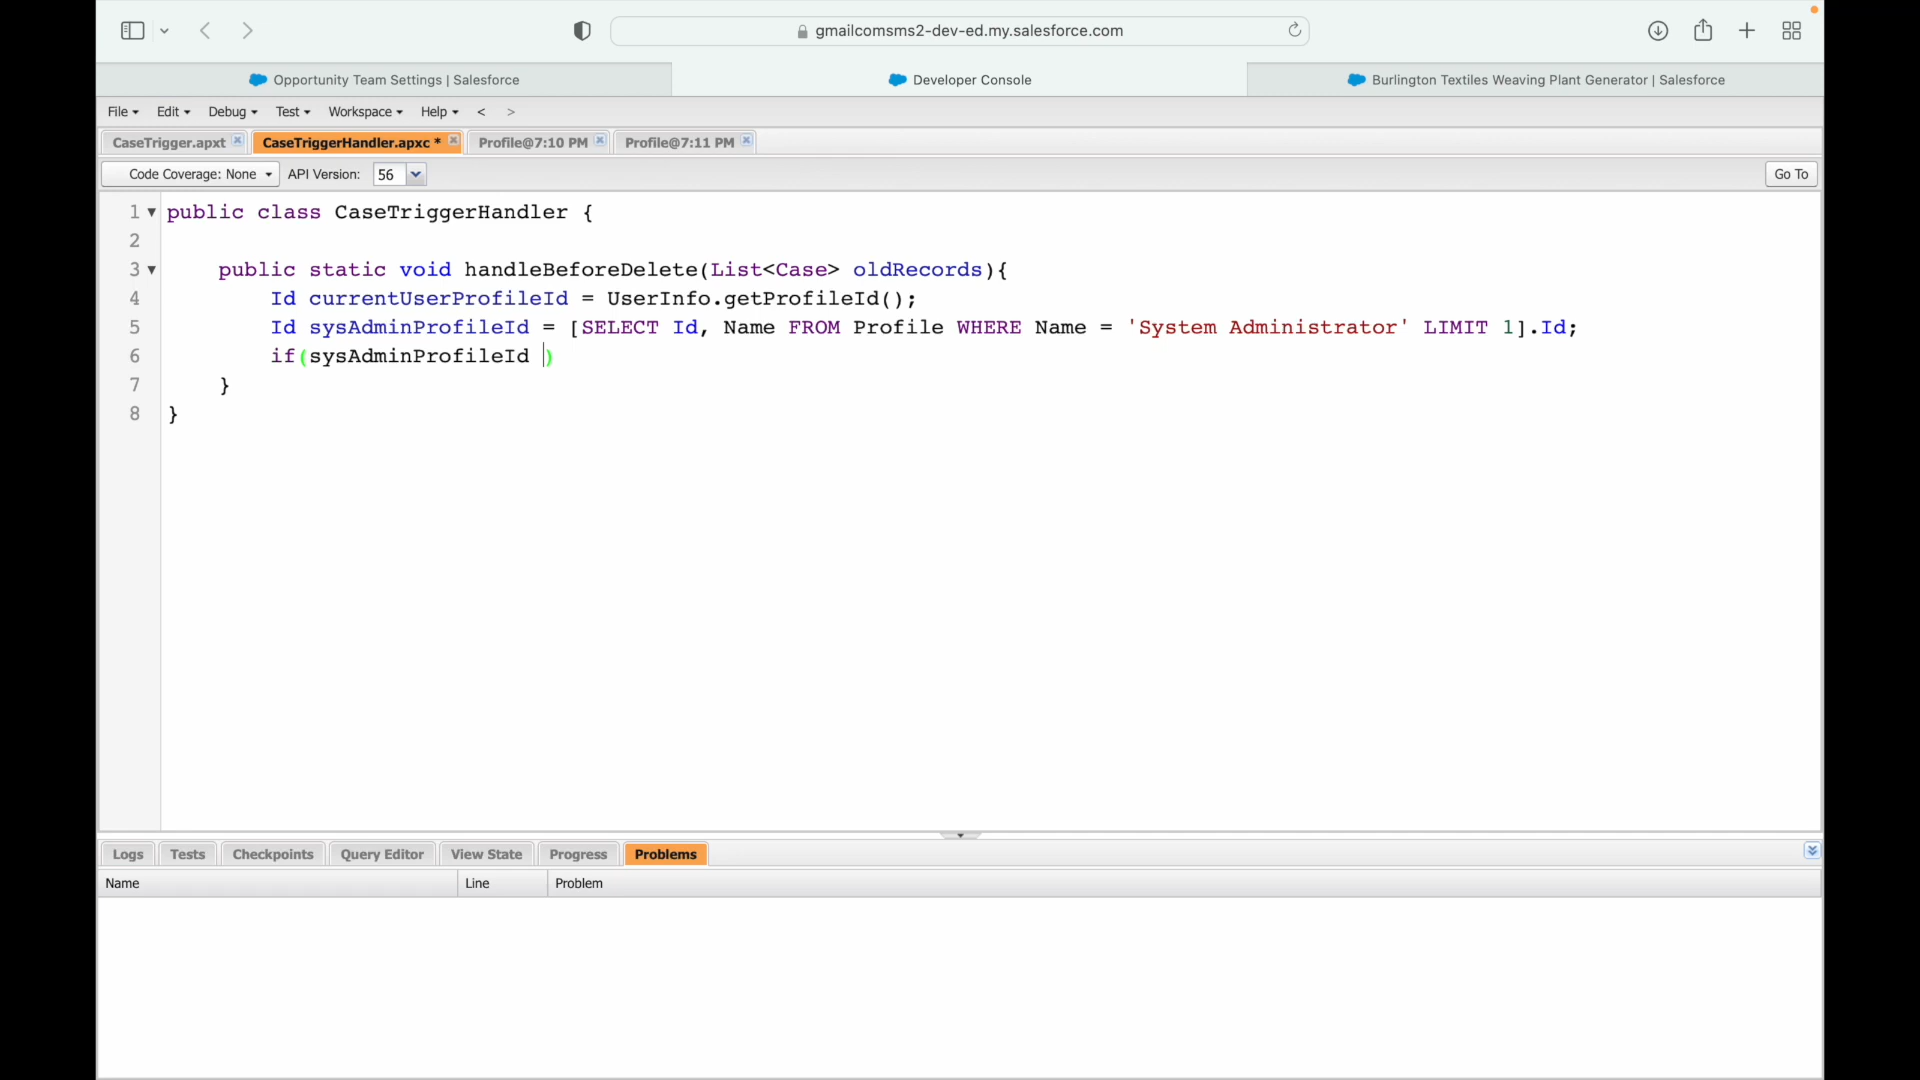 gmailcomsms2-dev-ed.my.salesforce.com
Opportunity Team Settings | Salesforce
Developer Console
Burlington Textiles Weaving Plant Generator | Salesforce
File Edit Debug Test Workspace Help < >
CaseTrigger.apxt
CaseTriggerHandler.apxc *
Profile@7:10 PM
Profile@7:11 PM
Code Coverage: None API Version: 56 Go To
1 public class CaseTriggerHandler {
2
3 public static void handleBeforeDelete(List<Case> oldRecords){
4 Id currentUserProfileId = UserInfo.getProfileId();
5 Id sysAdminProfileId = [SELECT Id, Name FROM Profile WHERE Name = 'System Administrator' LIMIT 1].Id;
6 if(sysAdminProfileId )
7 }
8 }
Logs Tests Checkpoints Query Editor View State Progress Problems
Name Line Problem